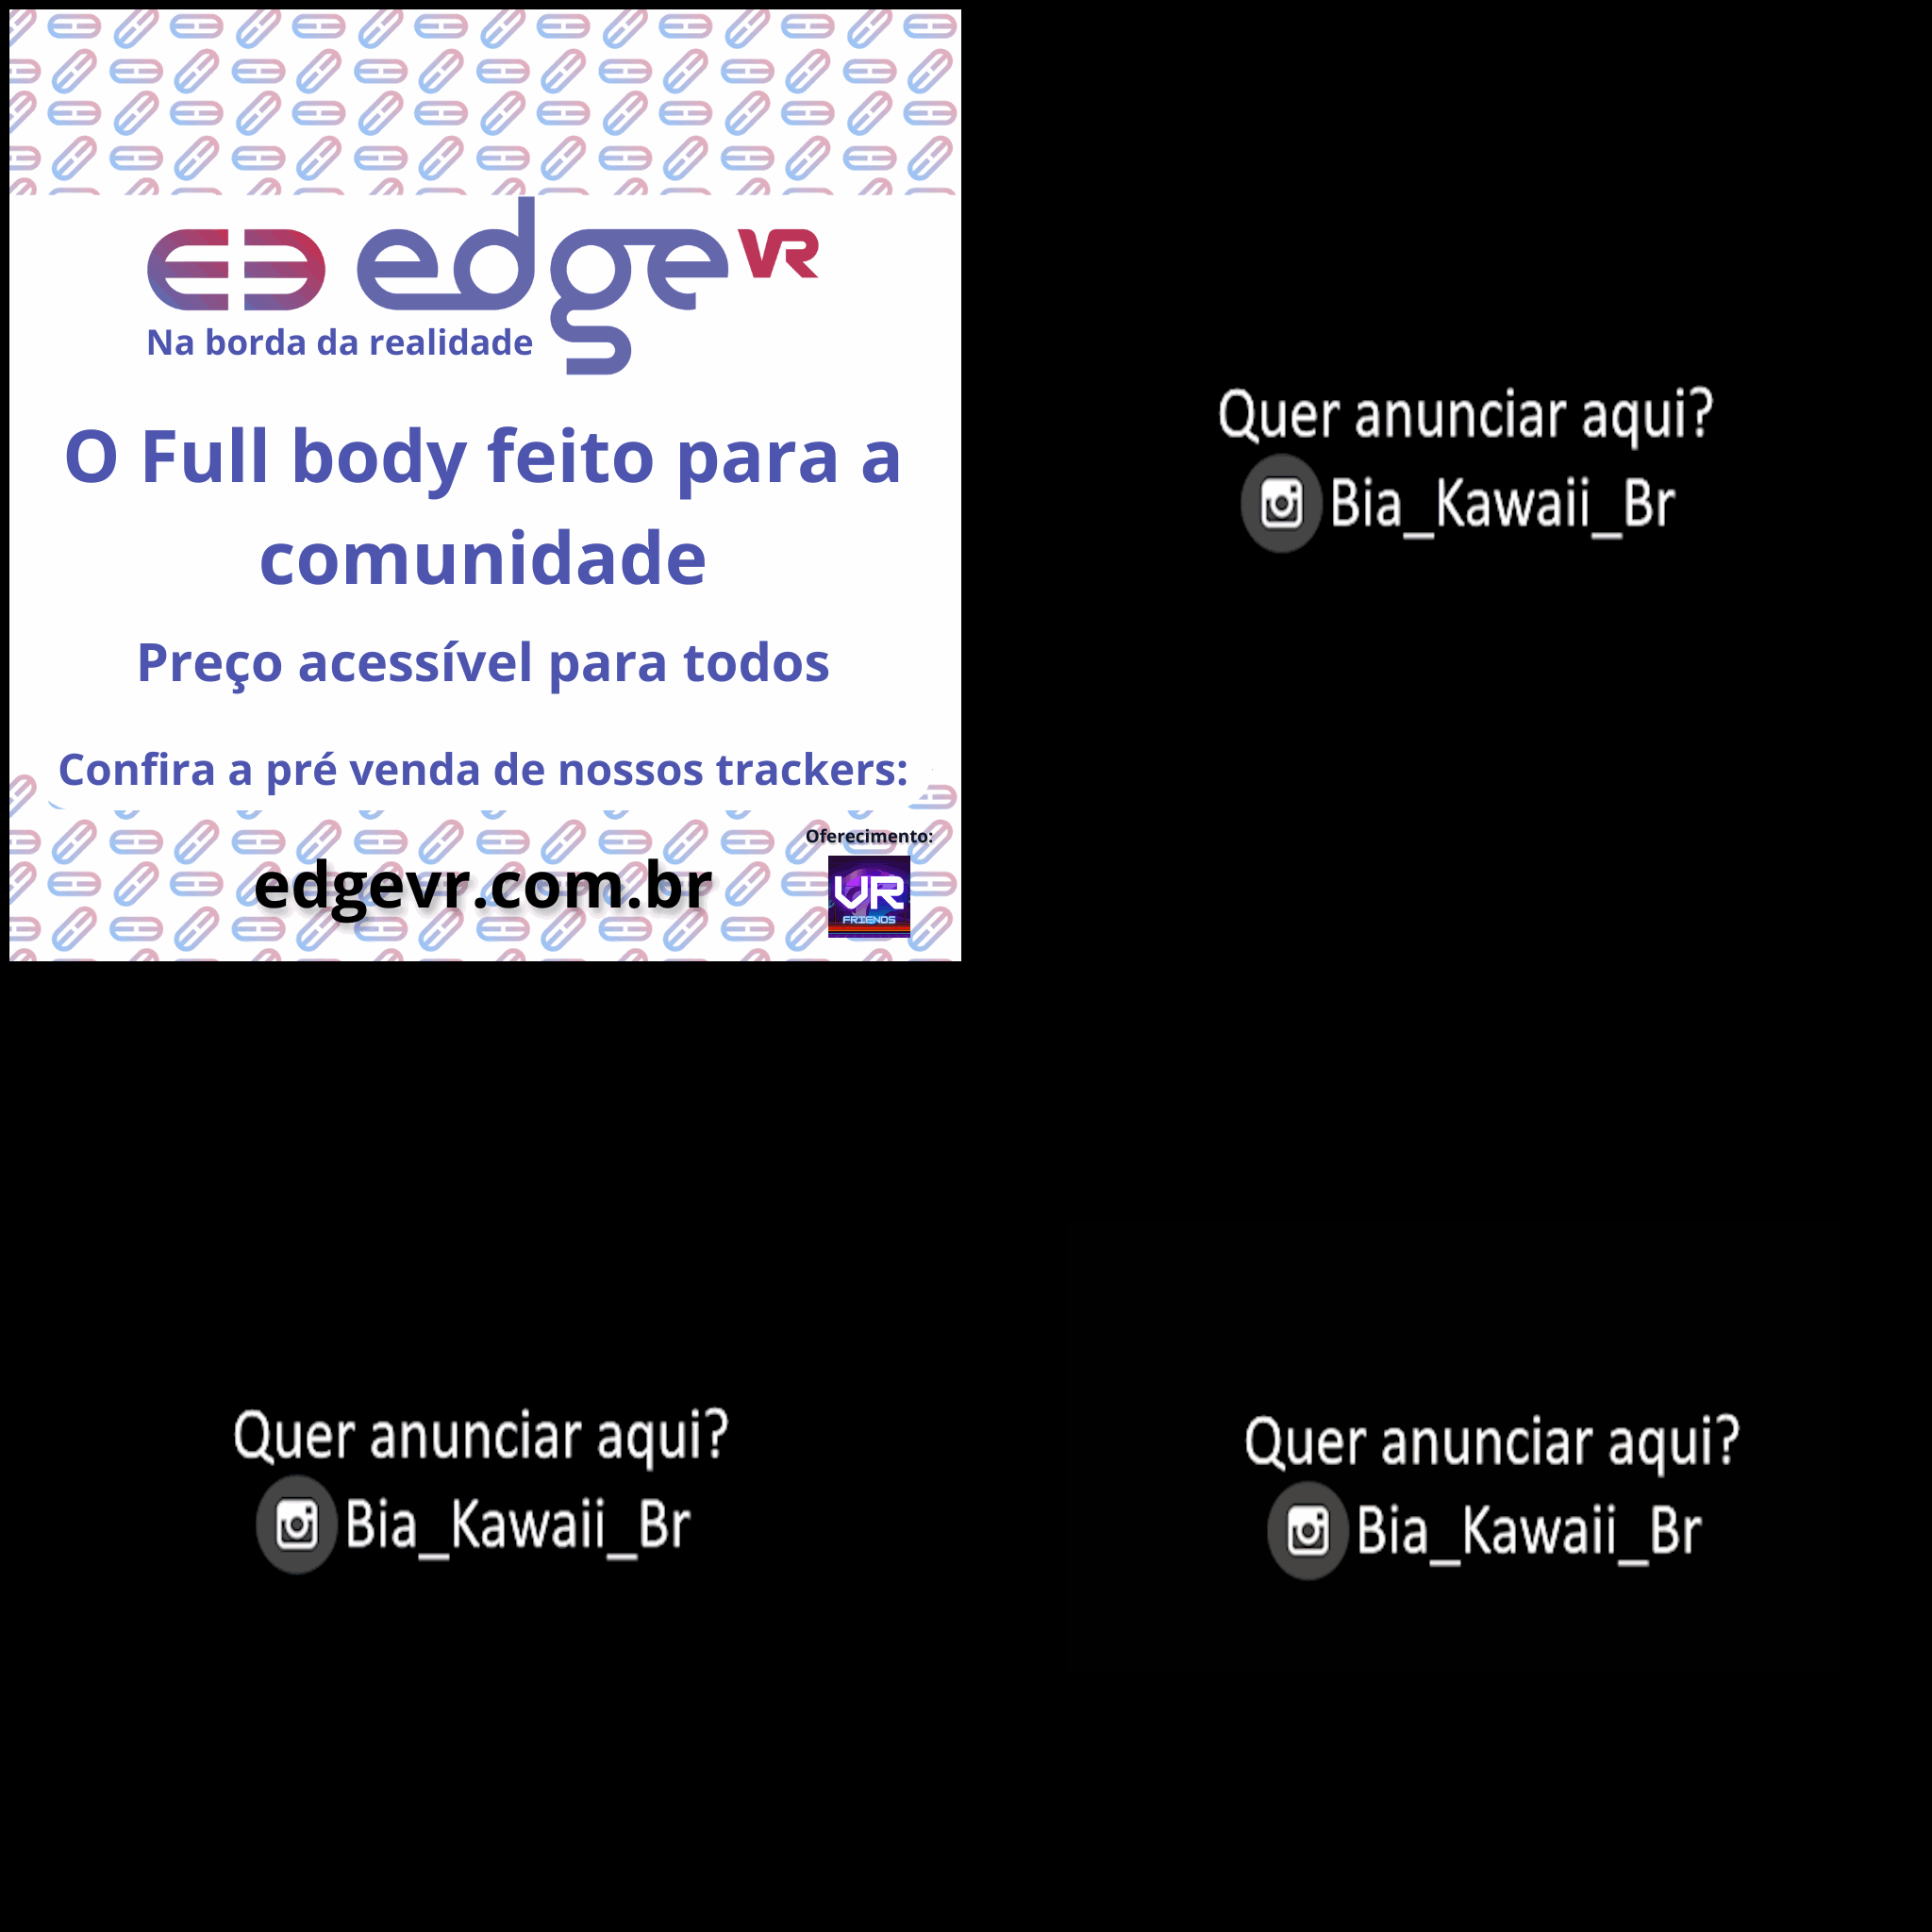 edge VR
Na borda da realidade
O Full body feito para a
comunidade
Preço acessível para todos
Confira a pré venda de nossos trackers:
Oferecimento:
edgevr.com.br
VR
FRIENDS
Quer anunciar aqui?
Bia_Kawaii_Br
Quer anunciar aqui?
Bia_Kawaii_Br
Quer anunciar aqui?
Bia_Kawaii_Br